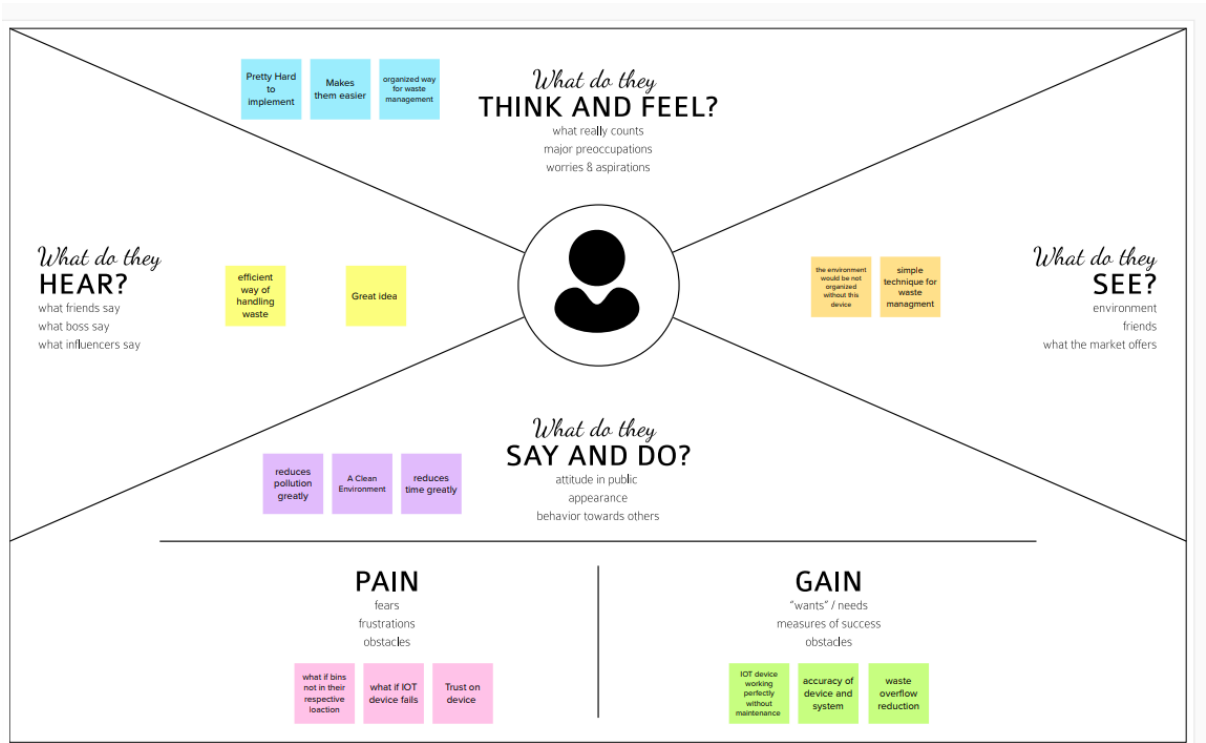 Pretty Hard
to
implement
Makes
them easier
organized way
for waste
management
What do they
THINK AND FEEL?
what really counts
major preoccupations
worries & aspirations
What do they
HEAR?
what friends say
what boss say
what influencers say
efficient
way of
handling
waste
Great idea
the environment
would be not
organized
without this
device
simple
technique for
waste
managment
What do they
SEE?
environment
friends
what the market offers
What do they
SAY AND DO?
attitude in public
appearance
behavior towards others
reduces
pollution
greatly
A Clean
Environment
reduces
time greatly
PAIN
fears
frustrations
obstacles
what if bins
not in their
respective
loaction
what if IOT
device fails
Trust on
device
GAIN
"wants" / needs
measures of success
obstacles
IOT device
working
perfectly
without
maintenance
accuracy of
device and
system
waste
overflow
reduction